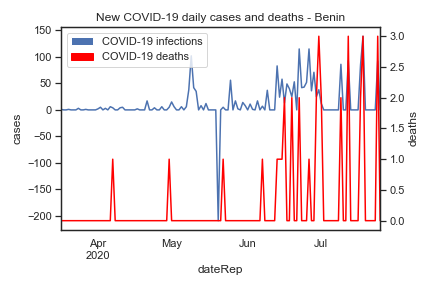 New COVID-19 daily cases and deaths - Benin
COVID-19 infections
COVID-19 deaths
150
100
50
0
−50
−100
−150
−200
cases
3.0
2.5
2.0
1.5
1.0
0.5
0.0
deaths
Apr
2020
May
Jun
Jul
dateRep